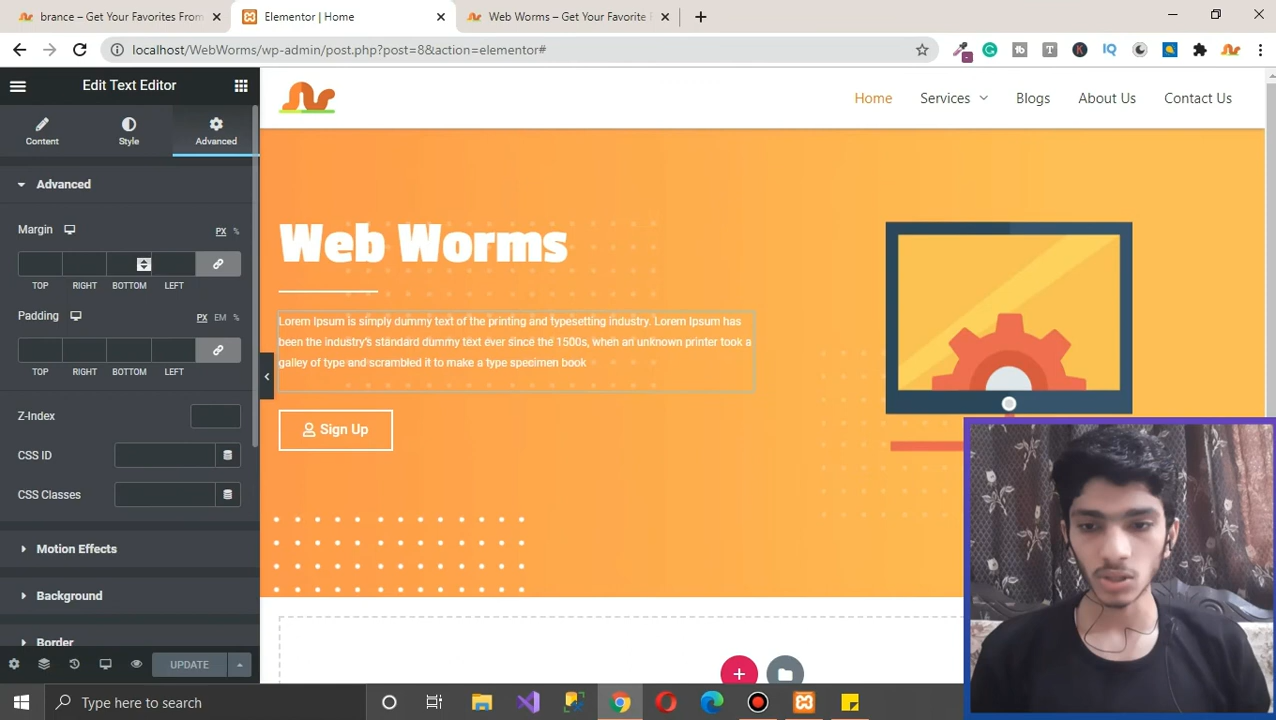 brance – Get Your Favorites From
Elementor | Home
Web Worms – Get Your Favorite
localhost/WebWorms/wp-admin/post.php?post=8&action=elementor#
Edit Text Editor
Content
Style
Advanced
Advanced
Margin
PX %
TOP RIGHT BOTTOM LEFT
Padding
PX EM %
TOP RIGHT BOTTOM LEFT
Z-Index
CSS ID
CSS Classes
Motion Effects
Background
Border
UPDATE
Home Services Blogs About Us Contact Us
Web Worms
Lorem Ipsum is simply dummy text of the printing and typesetting industry. Lorem Ipsum has
been the industry's standard dummy text ever since the 1500s, when an unknown printer took a
galley of type and scrambled it to make a type specimen book
Sign Up
Type here to search